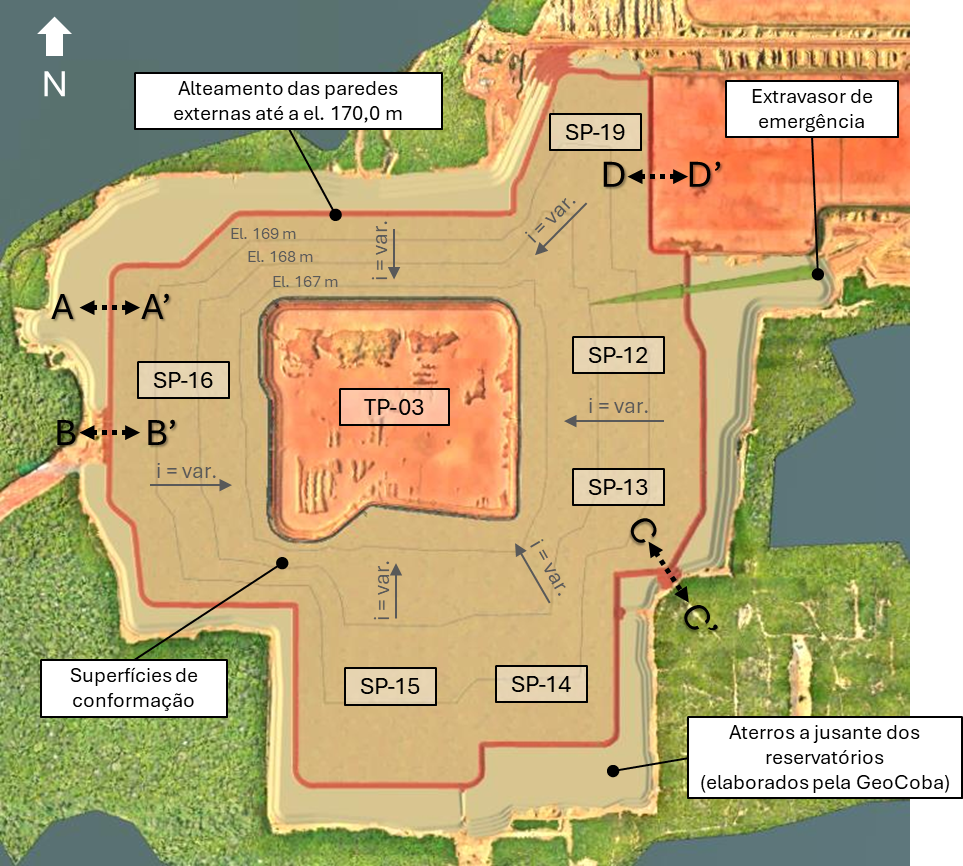 N
Alteamento das paredes
externas até a el. 170,0 m
Extravasor de
emergência
SP-19
D
D’
i = var.
i = var.
El. 169 m
El. 168 m
El. 167 m
A
A’
SP-12
SP-16
TP-03
i = var.
B
B’
i = var.
SP-13
C
C’
i = var.
i = var.
Superfícies de
conformação
SP-15
SP-14
Aterros a jusante dos
reservatórios
(elaborados pela GeoCoba)